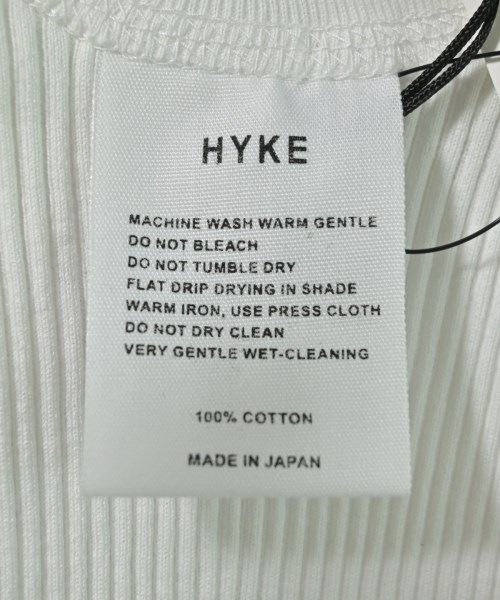 HYKE
MACHINE WASH WARM GENTLE
DO NOT BLEACH
DO NOT TUMBLE DRY
FLAT DRIP DRYING IN SHADE
WARM IRON, USE PRESS CLOTH
DO NOT DRY CLEAN
VERY GENTLE WET-CLEANING
100% COTTON
MADE IN JAPAN